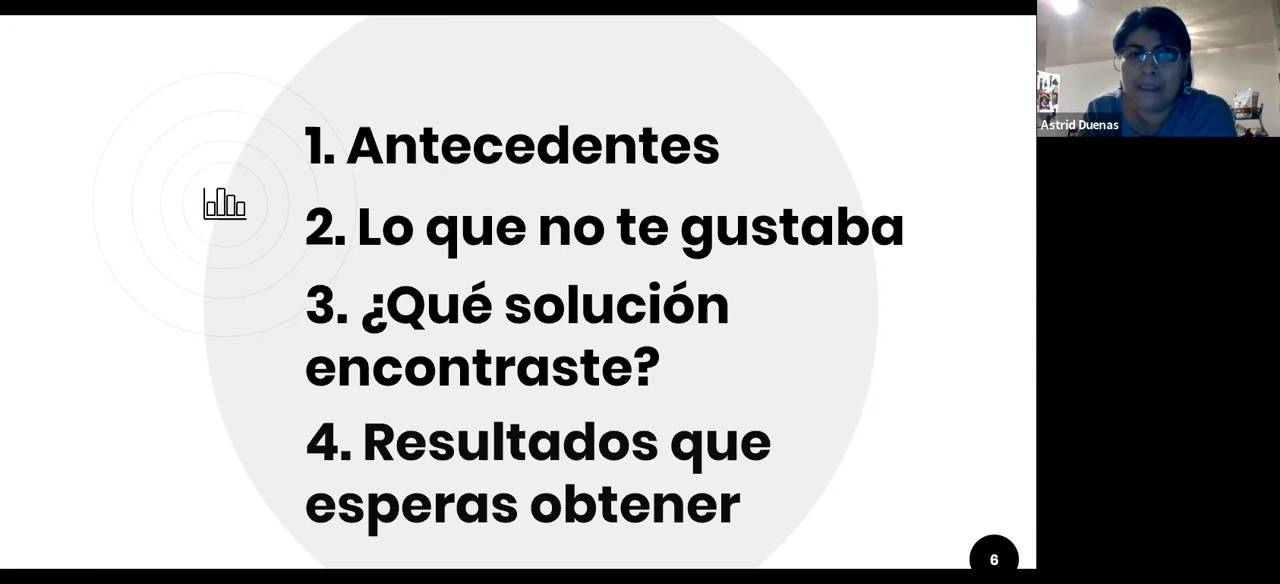 1. Antecedentes
2. Lo que no te gustaba
3. ¿Qué solución
encontraste?
4. Resultados que
esperas obtener
6
Astrid Duenas